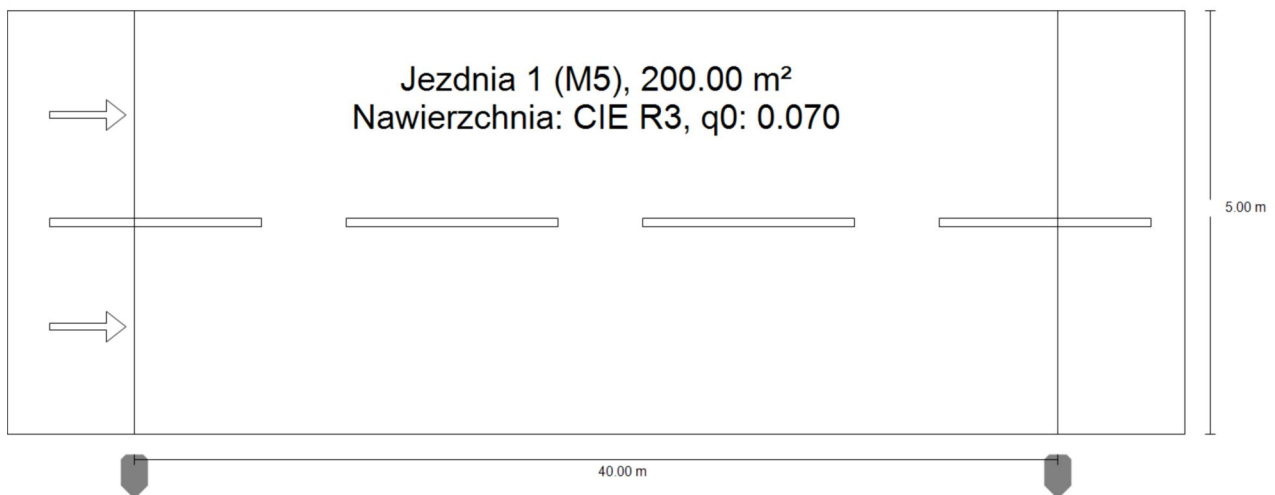 Jezdnia 1 (M5), 200.00 m²
Nawierzchnia: CIE R3, q0: 0.070
5.00 m
40.00 m